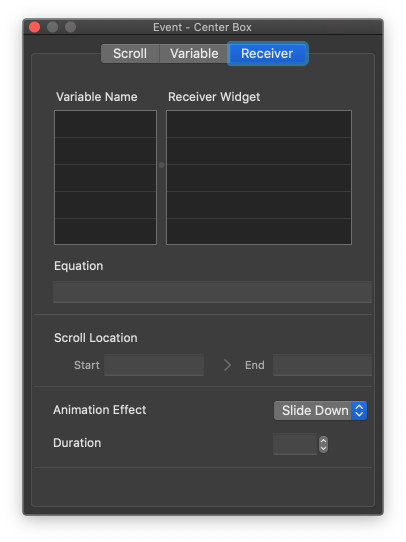 Event - Center Box
Scroll Variable Receiver
Variable Name Receiver Widget
Equation
Scroll Location
Start End
Animation Effect Slide Down
Duration